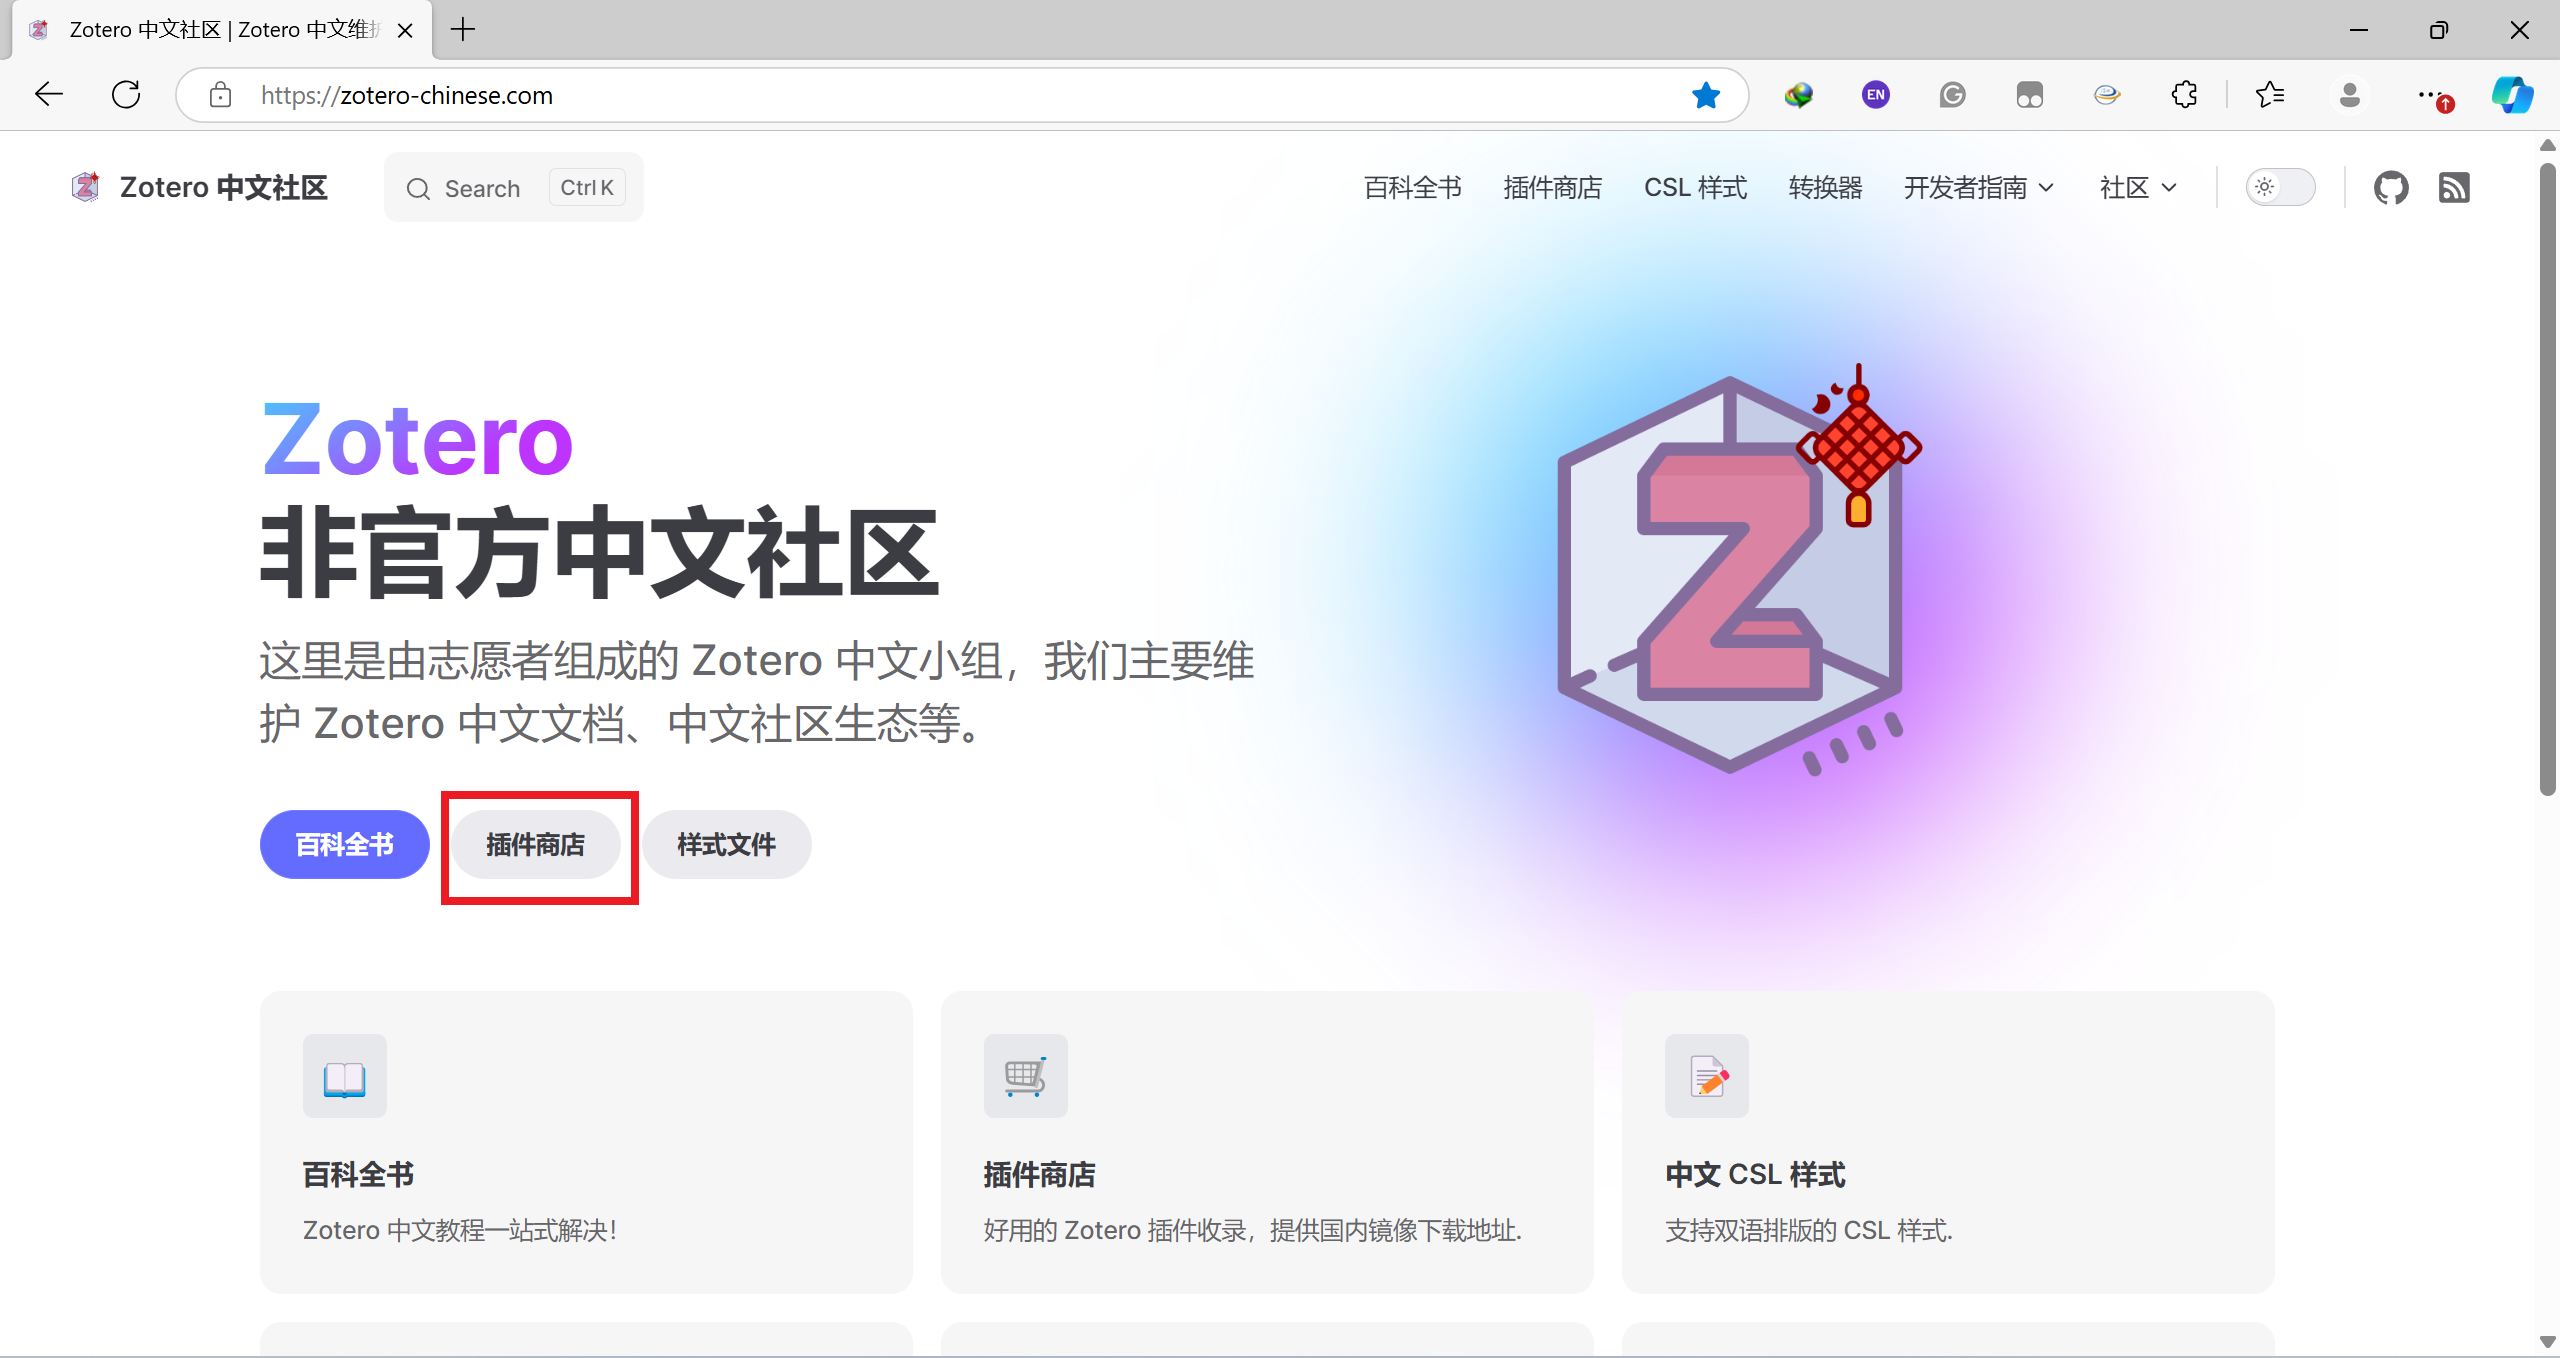 Zotero 中文社区 | Zotero 中文维护
https://zotero-chinese.com
EN
Zotero 中文社区
Search
Ctrl K
百科全书
插件商店
CSL 样式
转换器
开发者指南
社区
Zotero
非官方中文社区
这里是由志愿者组成的 Zotero 中文小组，我们主要维
护 Zotero 中文文档、中文社区生态等。
百科全书
插件商店
样式文件
百科全书
Zotero 中文教程一站式解决！
插件商店
好用的 Zotero 插件收录，提供国内镜像下载地址.
中文 CSL 样式
支持双语排版的 CSL 样式.